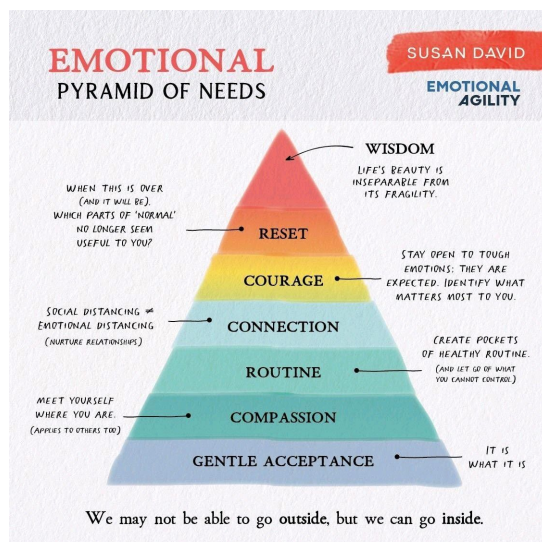 EMOTIONAL
PYRAMID OF NEEDS
SUSAN DAVID
EMOTIONAL
AGILITY
WISDOM
LIFE'S BEAUTY IS
INSEPARABLE FROM
ITS FRAGILITY.
WHEN THIS IS OVER
(AND IT WILL BE).
WHICH PARTS OF 'NORMAL'
NO LONGER SEEM
USEFUL TO YOU?
RESET
STAY OPEN TO TOUGH
EMOTIONS: THEY ARE
EXPECTED. IDENTIFY WHAT
MATTERS MOST TO YOU.
COURAGE
SOCIAL DISTANCING ≠
EMOTIONAL DISTANCING
(NURTURE RELATIONSHIPS)
CONNECTION
CREATE POCKETS
OF HEALTHY ROUTINE.
(AND LET GO OF WHAT
YOU CANNOT CONTROL)
ROUTINE
MEET YOURSELF
WHERE YOU ARE.
(APPLIES TO OTHERS TOO)
COMPASSION
IT IS
WHAT IT IS
GENTLE ACCEPTANCE
We may not be able to go outside, but we can go inside.